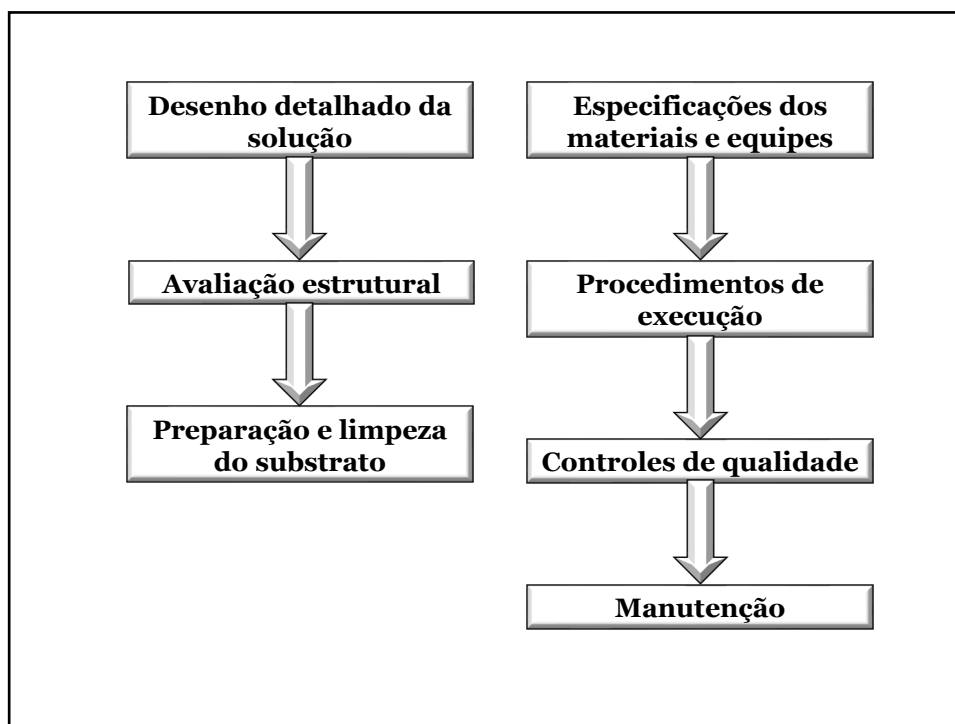 Desenho detalhado da
solução
Avaliação estrutural
Preparação e limpeza
do substrato
Especificações dos
materiais e equipes
Procedimentos de
execução
Controles de qualidade
Manutenção